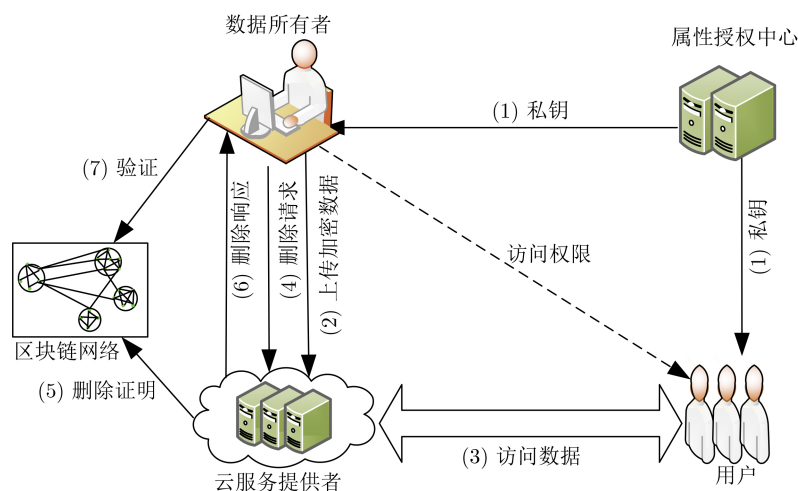 数据所有者
属性授权中心
(1) 私钥
(7) 验证
(6) 删除响应
(4) 删除请求
(2) 上传加密数据
访问权限
(1) 私钥
区块链网络
(5) 删除证明
(3) 访问数据
云服务提供者
用户